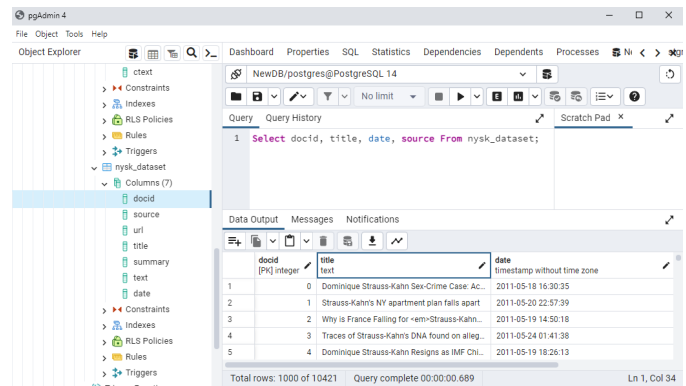 pgAdmin 4
File Object Tools Help
Object Explorer
Dashboard Properties SQL Statistics Dependencies Dependents Processes
NewDB/postgres@PostgreSQL 14
No limit
Query Query History
Scratch Pad ×
1 Select docid, title, date, source From nysk_dataset;
ctext
Constraints
Indexes
RLS Policies
Rules
Triggers
nysk_dataset
Columns (7)
docid
source
url
title
summary
text
date
Constraints
Indexes
RLS Policies
Rules
Triggers
Data Output Messages Notifications
docid title date
[PK] integer text timestamp without time zone
1 0 Dominique Strauss-Kahn Sex-Crime Case: Ac... 2011-05-18 16:30:35
2 1 Strauss-Kahn's NY apartment plan falls apart 2011-05-20 22:57:39
3 2 Why is France Falling for <em>Strauss-Kahn... 2011-05-19 14:50:18
4 3 Traces of Strauss-Kahn's DNA found on alleg... 2011-05-24 01:41:38
5 4 Dominique Strauss-Kahn Resigns as IMF Chi... 2011-05-19 18:26:13
Total rows: 1000 of 10421 Query complete 00:00:00.689 Ln 1, Col 34